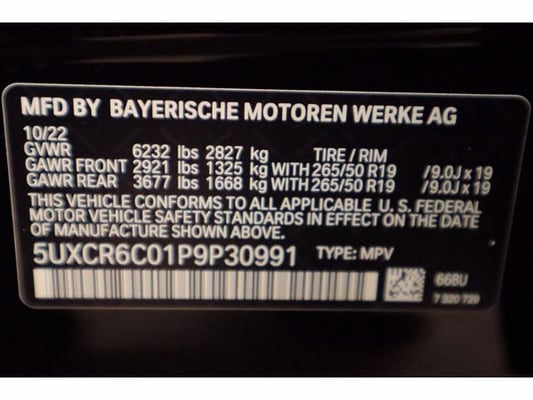 MFD BY BAYERISCHE MOTOREN WERKE AG
10/22
GVWR 6232 lbs 2827 kg TIRE / RIM
GAWR FRONT 2921 lbs 1325 kg WITH 265/50 R19 /9.0J x 19
GAWR REAR 3677 lbs 1668 kg WITH 265/50 R19 /9.0J x 19
THIS VEHICLE CONFORMS TO ALL APPLICABLE U. S. FEDERAL
MOTOR VEHICLE SAFETY STANDARDS IN EFFECT ON THE DATE
OF MANUFACTURE SHOWN ABOVE.
5UXCR6C01P9P30991 TYPE: MPV
668U
7 320 729